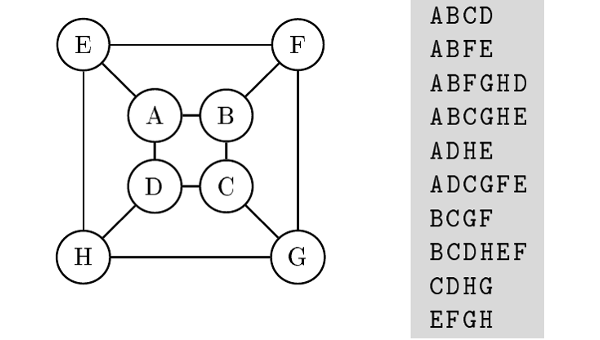 E
F
A
B
D
C
H
G
ABCD
ABFE
ABFGHD
ABCGHE
ADHE
ADCGFE
BCGF
BCDHEF
CDHG
EFGH